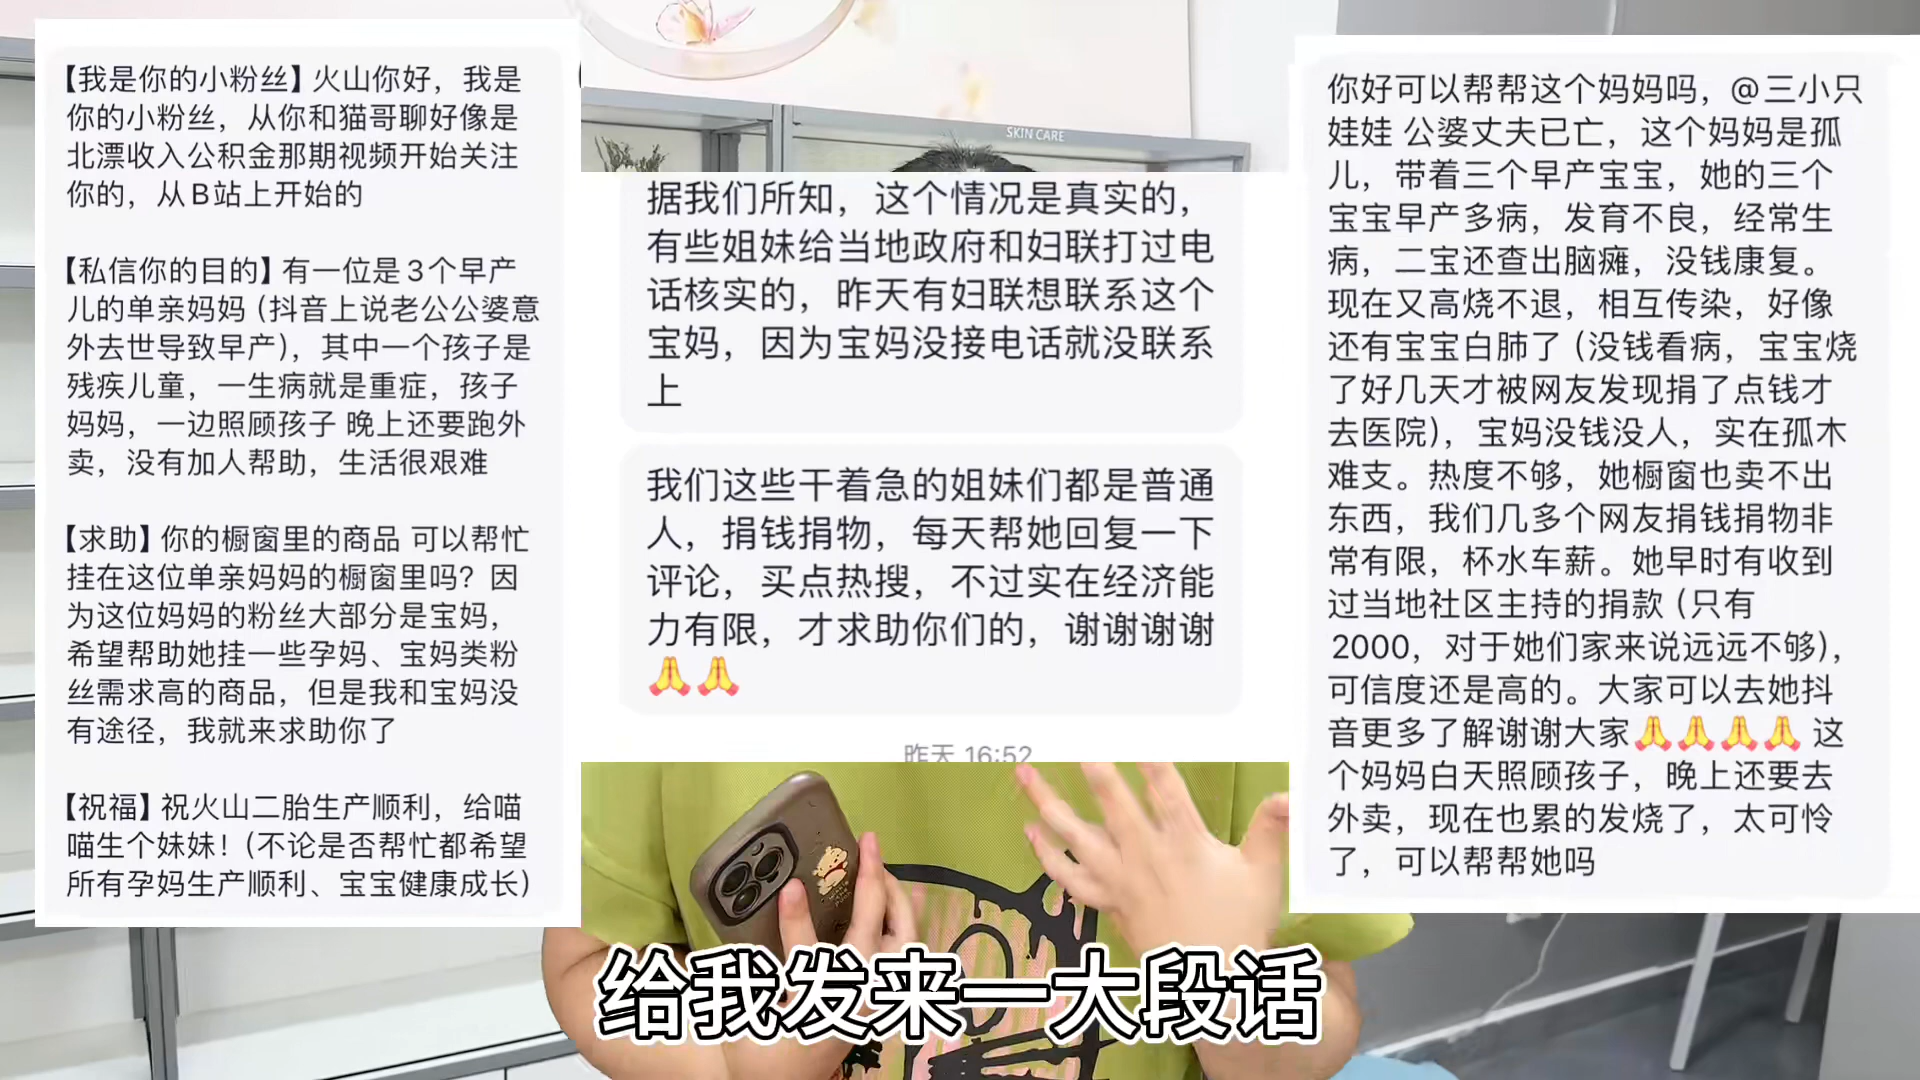 【我是你的小粉丝】火山你好，我是
你的小粉丝，从你和猫哥聊好像是
北漂收入公积金那期视频开始关注
你的，从B站上开始的
【私信你的目的】有一位是3个早产
儿的单亲妈妈（抖音上说老公公婆意
外去世导致早产），其中一个孩子是
残疾儿童，一生病就是重症，孩子
妈妈，一边照顾孩子 晚上还要跑外
卖，没有加人帮助，生活很艰难
【求助】你的橱窗里的商品 可以帮忙
挂在这位单亲妈妈的橱窗里吗？因
为这位妈妈的粉丝大部分是宝妈，
希望帮助她挂一些孕妈、宝妈类粉
丝需求高的商品，但是我和宝妈没
有途径，我就来求助你了
【祝福】祝火山二胎生产顺利，给喵
喵生个妹妹！（不论是否帮忙都希望
所有孕妈生产顺利、宝宝健康成长）
SKIN CARE
据我们所知，这个情况是真实的，
有些姐妹给当地政府和妇联打过电
话核实的，昨天有妇联想联系这个
宝妈，因为宝妈没接电话就没联系
上
我们这些干着急的姐妹们都是普通
人，捐钱捐物，每天帮她回复一下
评论，买点热搜，不过实在经济能
力有限，才求助你们的，谢谢谢谢
🙏🙏
昨天 16:52
你好可以帮帮这个妈妈吗，@三小只
娃娃 公婆丈夫已亡，这个妈妈是孤
儿，带着三个早产宝宝，她的三个
宝宝早产多病，发育不良，经常生
病，二宝还查出脑瘫，没钱康复。
现在又高烧不退，相互传染，好像
还有宝宝白肺了（没钱看病，宝宝烧
了好几天才被网友发现捐了点钱才
去医院），宝妈没钱没人，实在孤木
难支。热度不够，她橱窗也卖不出
东西，我们几多个网友捐钱捐物非
常有限，杯水车薪。她早时有收到
过当地社区主持的捐款（只有
2000，对于她们家来说远远不够），
可信度还是高的。大家可以去她抖
音更多了解谢谢大家🙏🙏🙏🙏 这
个妈妈白天照顾孩子，晚上还要去
外卖，现在也累的发烧了，太可怜
了，可以帮帮她吗
给我发来一大段话